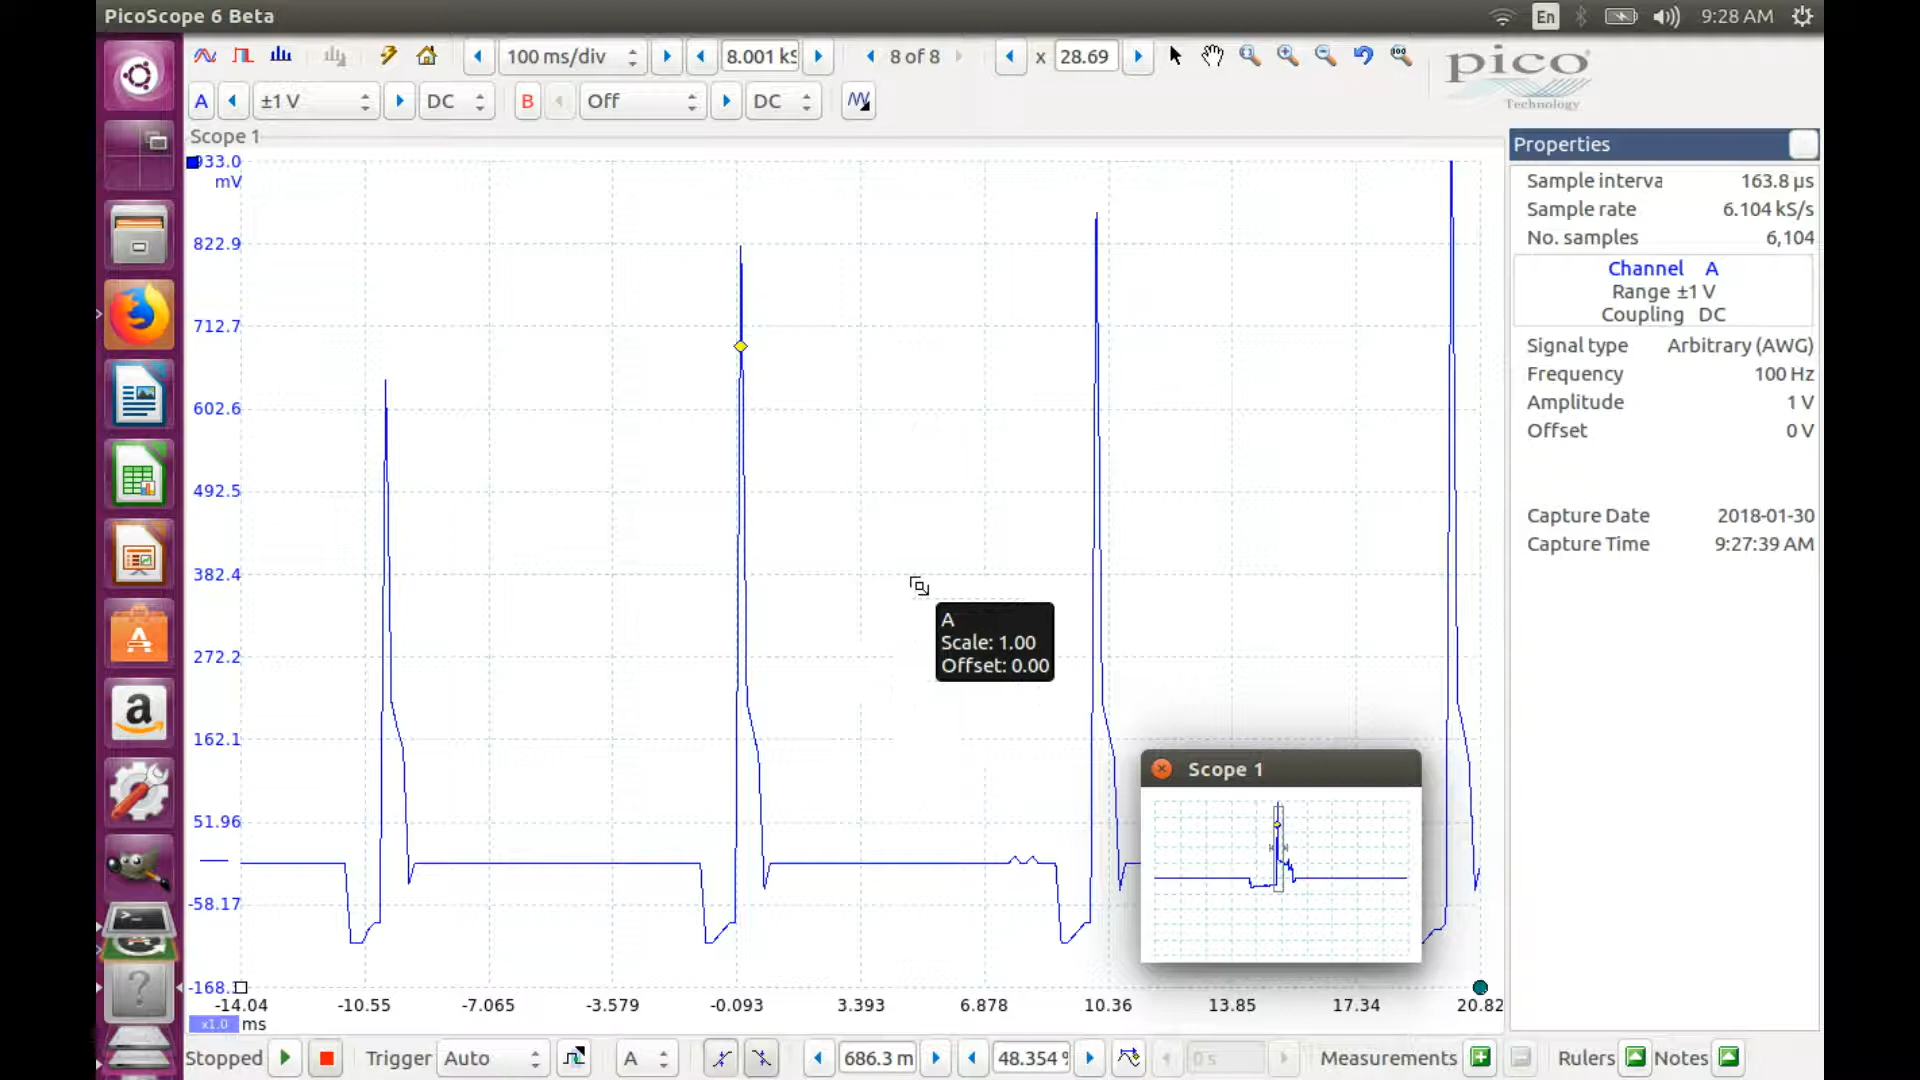 PicoScope 6 Beta
En
9:28 AM
100 ms/div
8.001 kS
8 of 8
x 28.69
pico
Technology
A
±1 V
DC
B
Off
DC
Scope 1
933.0
mV
822.9
712.7
602.6
492.5
382.4
272.2
162.1
51.96
-58.17
-168.
-14.04
-10.55
-7.065
-3.579
-0.093
3.393
6.878
10.36
13.85
17.34
20.82
x1.0
ms
A
Scale: 1.00
Offset: 0.00
Scope 1
Properties
Sample interva
163.8 µs
Sample rate
6.104 kS/s
No. samples
6,104
Channel A
Range ±1 V
Coupling DC
Signal type
Arbitrary (AWG)
Frequency
100 Hz
Amplitude
1 V
Offset
0 V
Capture Date
2018-01-30
Capture Time
9:27:39 AM
Stopped
Trigger
Auto
A
686.3 m
48.354
0 s
Measurements
Rulers
Notes